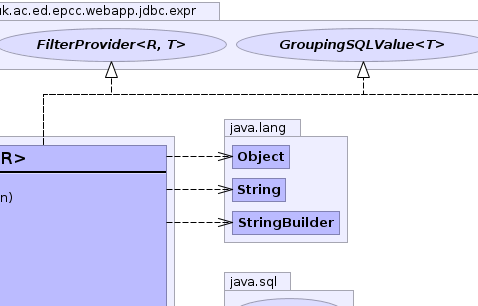 uk.ac.ed.epcc.webapp.jdbc.expr
FilterProvider<R, T>
GroupingSQLValue<T>
java.lang
R>
Object
String
n)
StringBuilder
java.sql